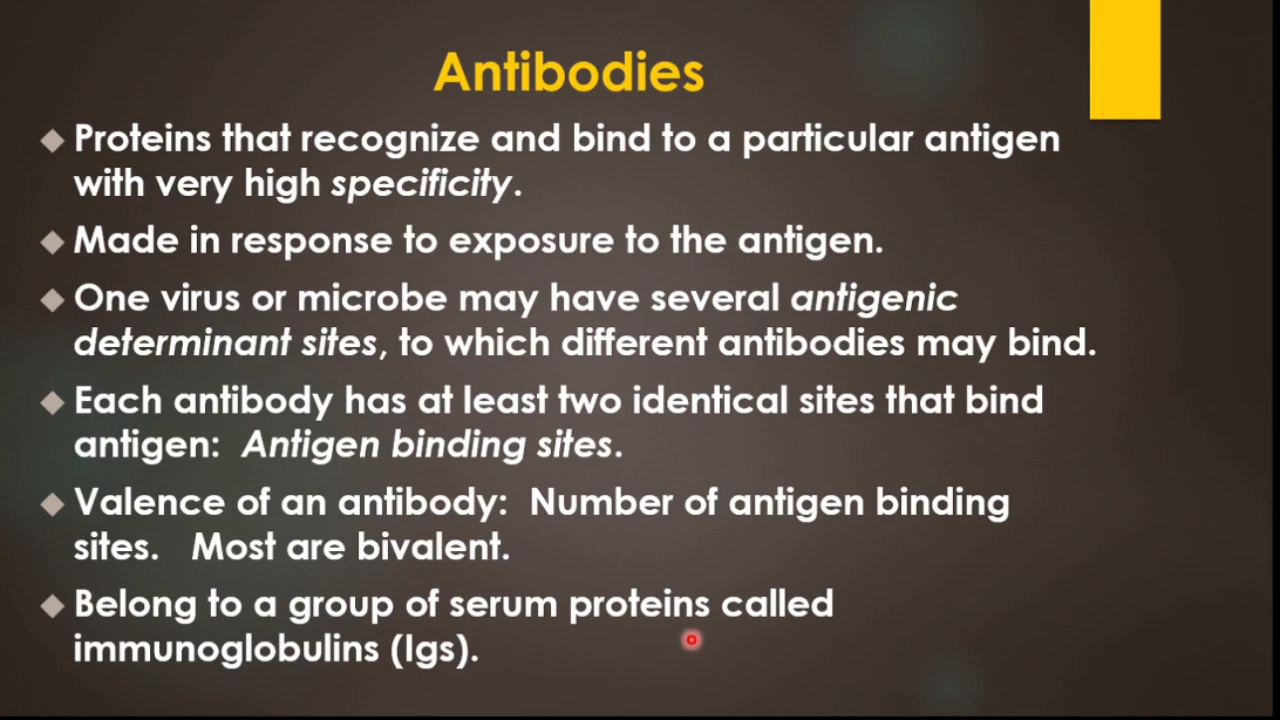 Antibodies
Proteins that recognize and bind to a particular antigen
with very high specificity.
Made in response to exposure to the antigen.
One virus or microbe may have several antigenic
determinant sites, to which different antibodies may bind.
Each antibody has at least two identical sites that bind
antigen:  Antigen binding sites.
Valence of an antibody:  Number of antigen binding
sites.   Most are bivalent.
Belong to a group of serum proteins called
immunoglobulins (Igs).